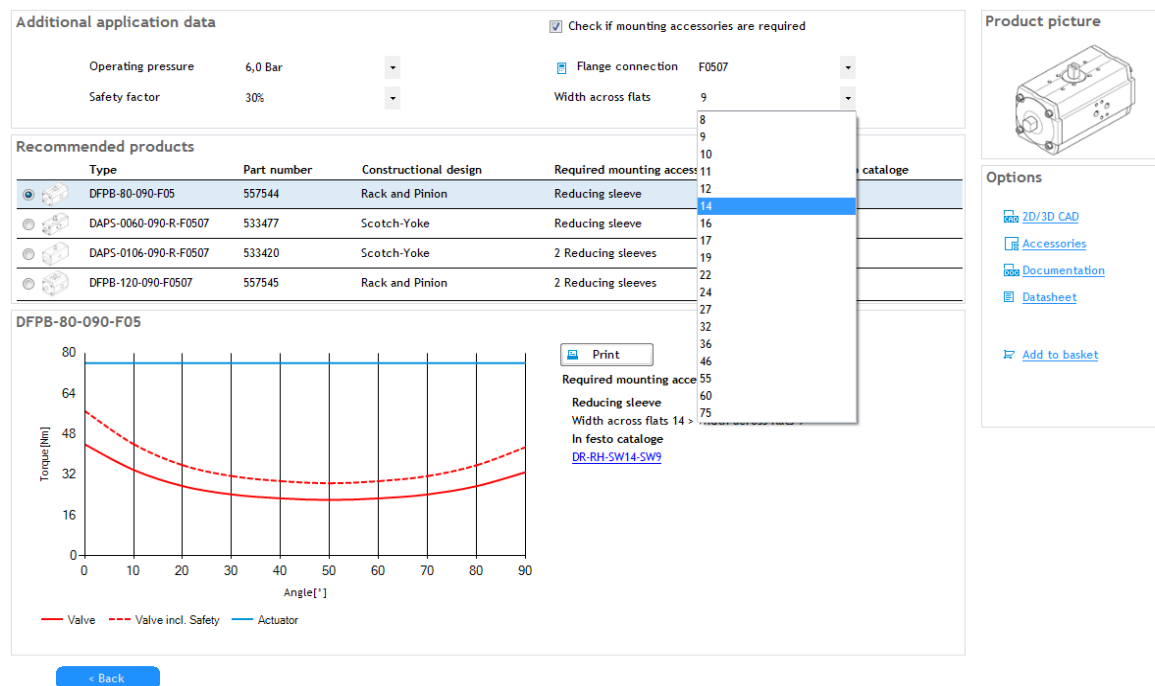 Additional application data
Check if mounting accessories are required
Operating pressure 6,0 Bar
Flange connection F0507
Safety factor 30%
Width across flats 9
8
9
10
11
12
14
16
17
19
22
24
27
32
36
46
55
60
75
Recommended products
Type Part number Constructional design Required mounting access cataloge
DFPB-80-090-F05 557544 Rack and Pinion Reducing sleeve
DAPS-0060-090-R-F0507 533477 Scotch-Yoke Reducing sleeve
DAPS-0106-090-R-F0507 533420 Scotch-Yoke 2 Reducing sleeves
DFPB-120-090-F0507 557545 Rack and Pinion 2 Reducing sleeves
DFPB-80-090-F05
80
64
48
32
16
0
Torque[Nm]
0 10 20 30 40 50 60 70 80 90
Angle[°]
Valve Valve incl. Safety Actuator
Print
Required mounting acce
Reducing sleeve
Width across flats 14 >
In festo cataloge
DR-RH-SW14-SW9
< Back
Product picture
Options
CAD 2D/3D CAD
Accessories
DOC Documentation
Datasheet
Add to basket